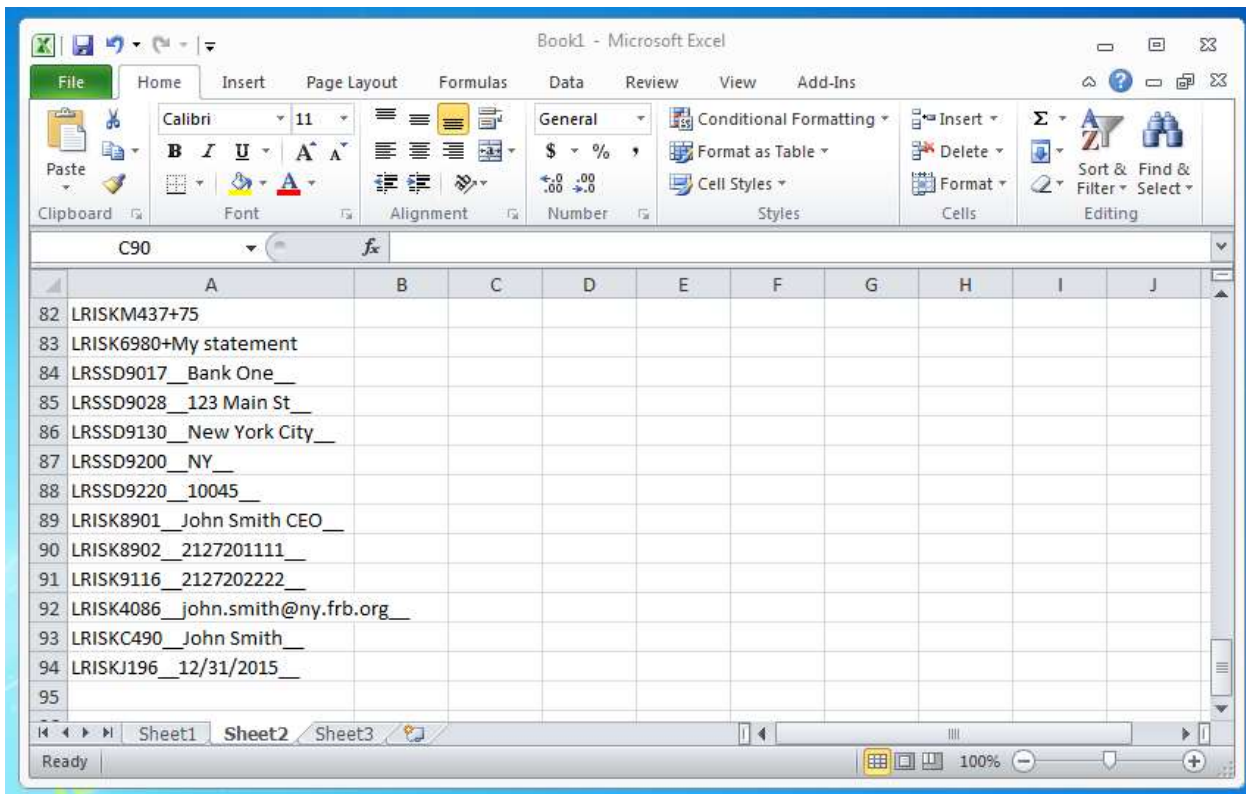 Book1 - Microsoft Excel
File Home Insert Page Layout Formulas Data Review View Add-Ins
Calibri 11 General Conditional Formatting Insert Σ
Paste B I U A A $ % , Format as Table Delete Sort & Find &
A .0 .00 .00 .0 Cell Styles Format Filter Select
Clipboard Font Alignment Number Styles Cells Editing
C90 fx
A B C D E F G H I J
82 LRISKM437+75
83 LRISK6980+My statement
84 LRSSD9017__Bank One__
85 LRSSD9028__123 Main St__
86 LRSSD9130__New York City__
87 LRSSD9200__NY__
88 LRSSD9220__10045__
89 LRISK8901__John Smith CEO__
90 LRISK8902__2127201111__
91 LRISK9116__2127202222__
92 LRISK4086__john.smith@ny.frb.org__
93 LRISKC490__John Smith__
94 LRISKJ196__12/31/2015__
95
Sheet1 Sheet2 Sheet3
Ready 100%